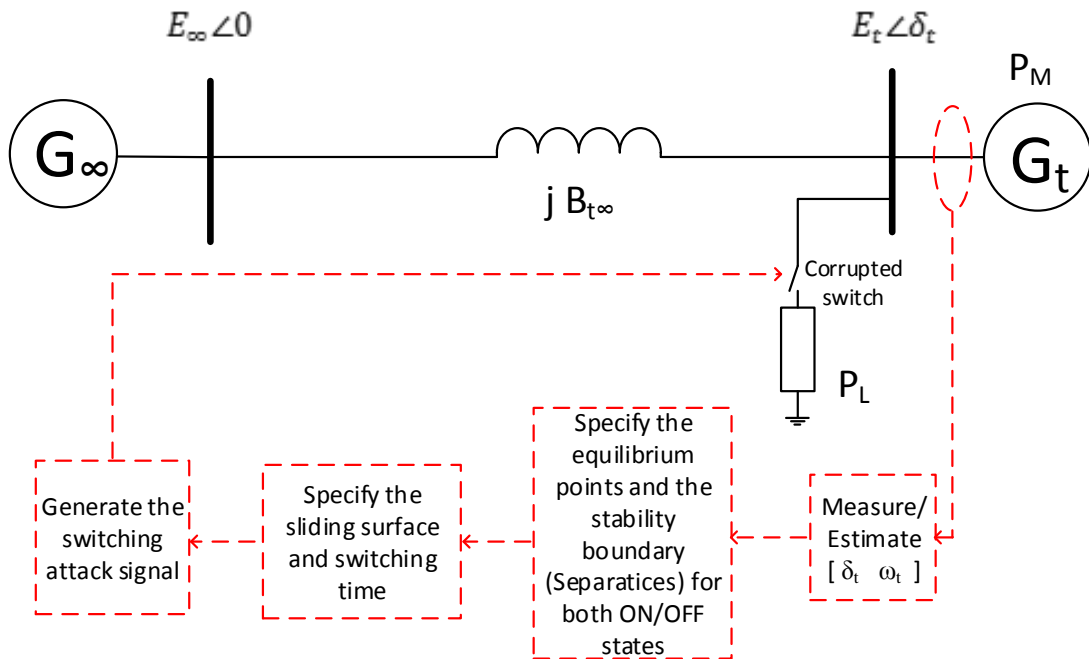 E∞∠0
Et∠δt
PM
G∞
Gt
j Bt∞
Corrupted
switch
PL
Generate the
switching
attack signal
Specify the
sliding surface
and switching
time
Specify the
equilibrium
points and the
stability
boundary
(Separatices) for
both ON/OFF
states
Measure/
Estimate
[ δt ωt ]